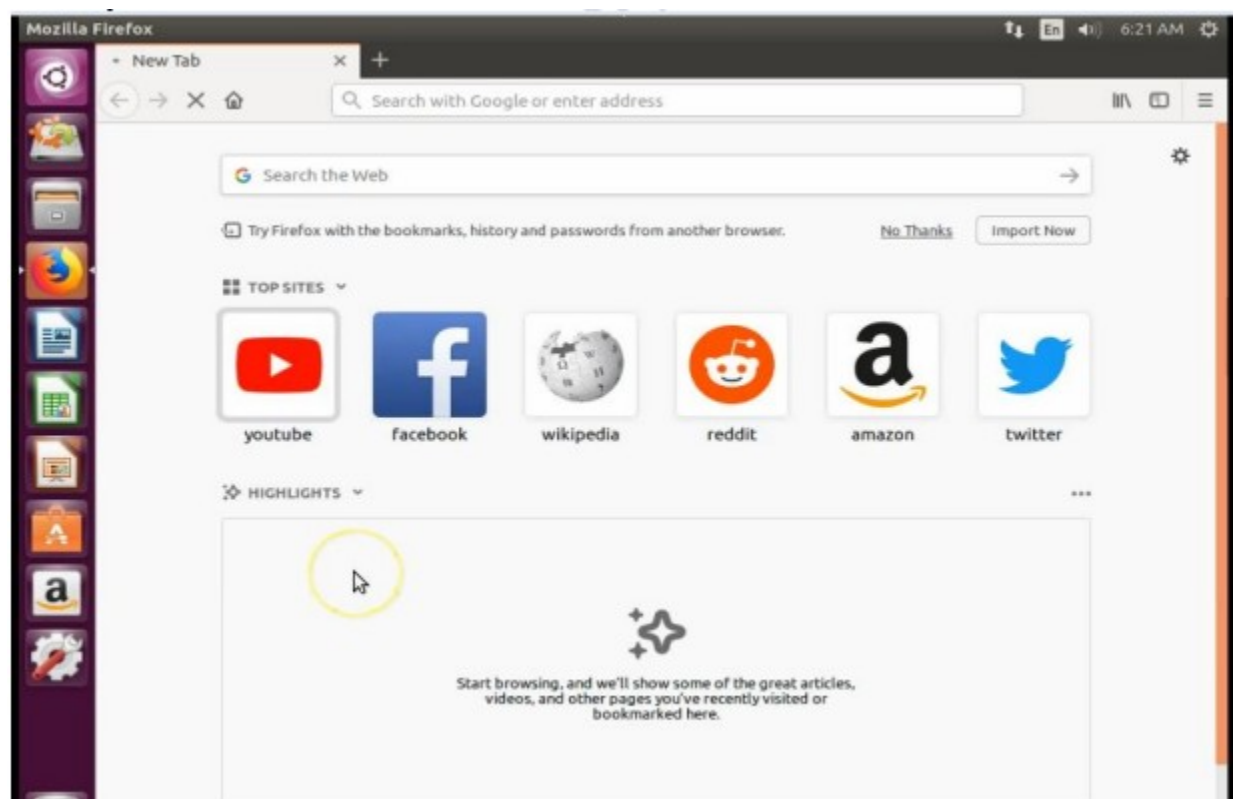 Mozilla Firefox
En
6:21 AM
New Tab
Search with Google or enter address
Search the Web
Try Firefox with the bookmarks, history and passwords from another browser.
No Thanks
Import Now
TOP SITES
youtube
facebook
wikipedia
reddit
amazon
twitter
HIGHLIGHTS
Start browsing, and we'll show some of the great articles,
videos, and other pages you've recently visited or
bookmarked here.